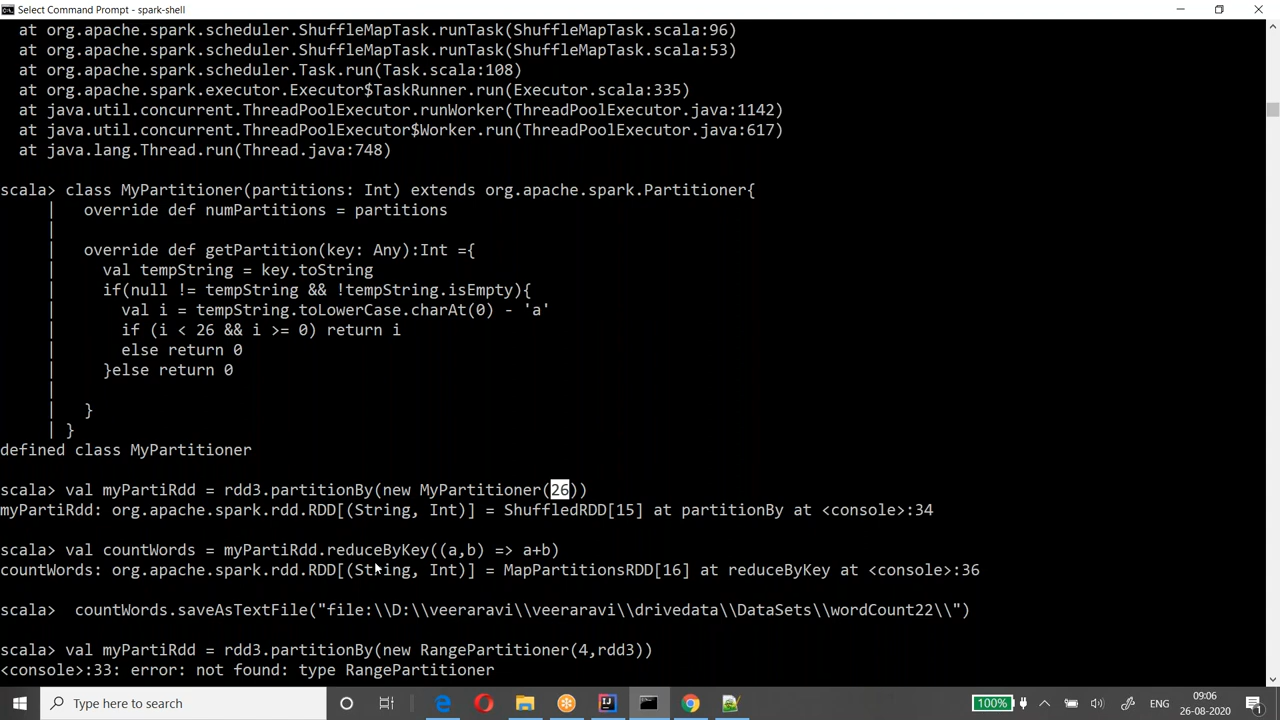 Select Command Prompt - spark-shell
at org.apache.spark.scheduler.ShuffleMapTask.runTask(ShuffleMapTask.scala:96)
at org.apache.spark.scheduler.ShuffleMapTask.runTask(ShuffleMapTask.scala:53)
at org.apache.spark.scheduler.Task.run(Task.scala:108)
at org.apache.spark.executor.Executor$TaskRunner.run(Executor.scala:335)
at java.util.concurrent.ThreadPoolExecutor.runWorker(ThreadPoolExecutor.java:1142)
at java.util.concurrent.ThreadPoolExecutor$Worker.run(ThreadPoolExecutor.java:617)
at java.lang.Thread.run(Thread.java:748)
scala> class MyPartitioner(partitions: Int) extends org.apache.spark.Partitioner{
| override def numPartitions = partitions
|
| override def getPartition(key: Any):Int ={
| val tempString = key.toString
| if(null != tempString && !tempString.isEmpty){
| val i = tempString.toLowerCase.charAt(0) - 'a'
| if (i < 26 && i >= 0) return i
| else return 0
| }else return 0
|
| }
| }
defined class MyPartitioner
scala> val myPartiRdd = rdd3.partitionBy(new MyPartitioner(26))
myPartiRdd: org.apache.spark.rdd.RDD[(String, Int)] = ShuffledRDD[15] at partitionBy at <console>:34
scala> val countWords = myPartiRdd.reduceByKey((a,b) => a+b)
countWords: org.apache.spark.rdd.RDD[(String, Int)] = MapPartitionsRDD[16] at reduceByKey at <console>:36
scala>  countWords.saveAsTextFile("file:\\D:\\veeraravi\\veeraravi\\drivedata\\DataSets\\wordCount22\\")
scala> val myPartiRdd = rdd3.partitionBy(new RangePartitioner(4,rdd3))
<console>:33: error: not found: type RangePartitioner
Type here to search
100%
ENG
09:06
26-08-2020
1